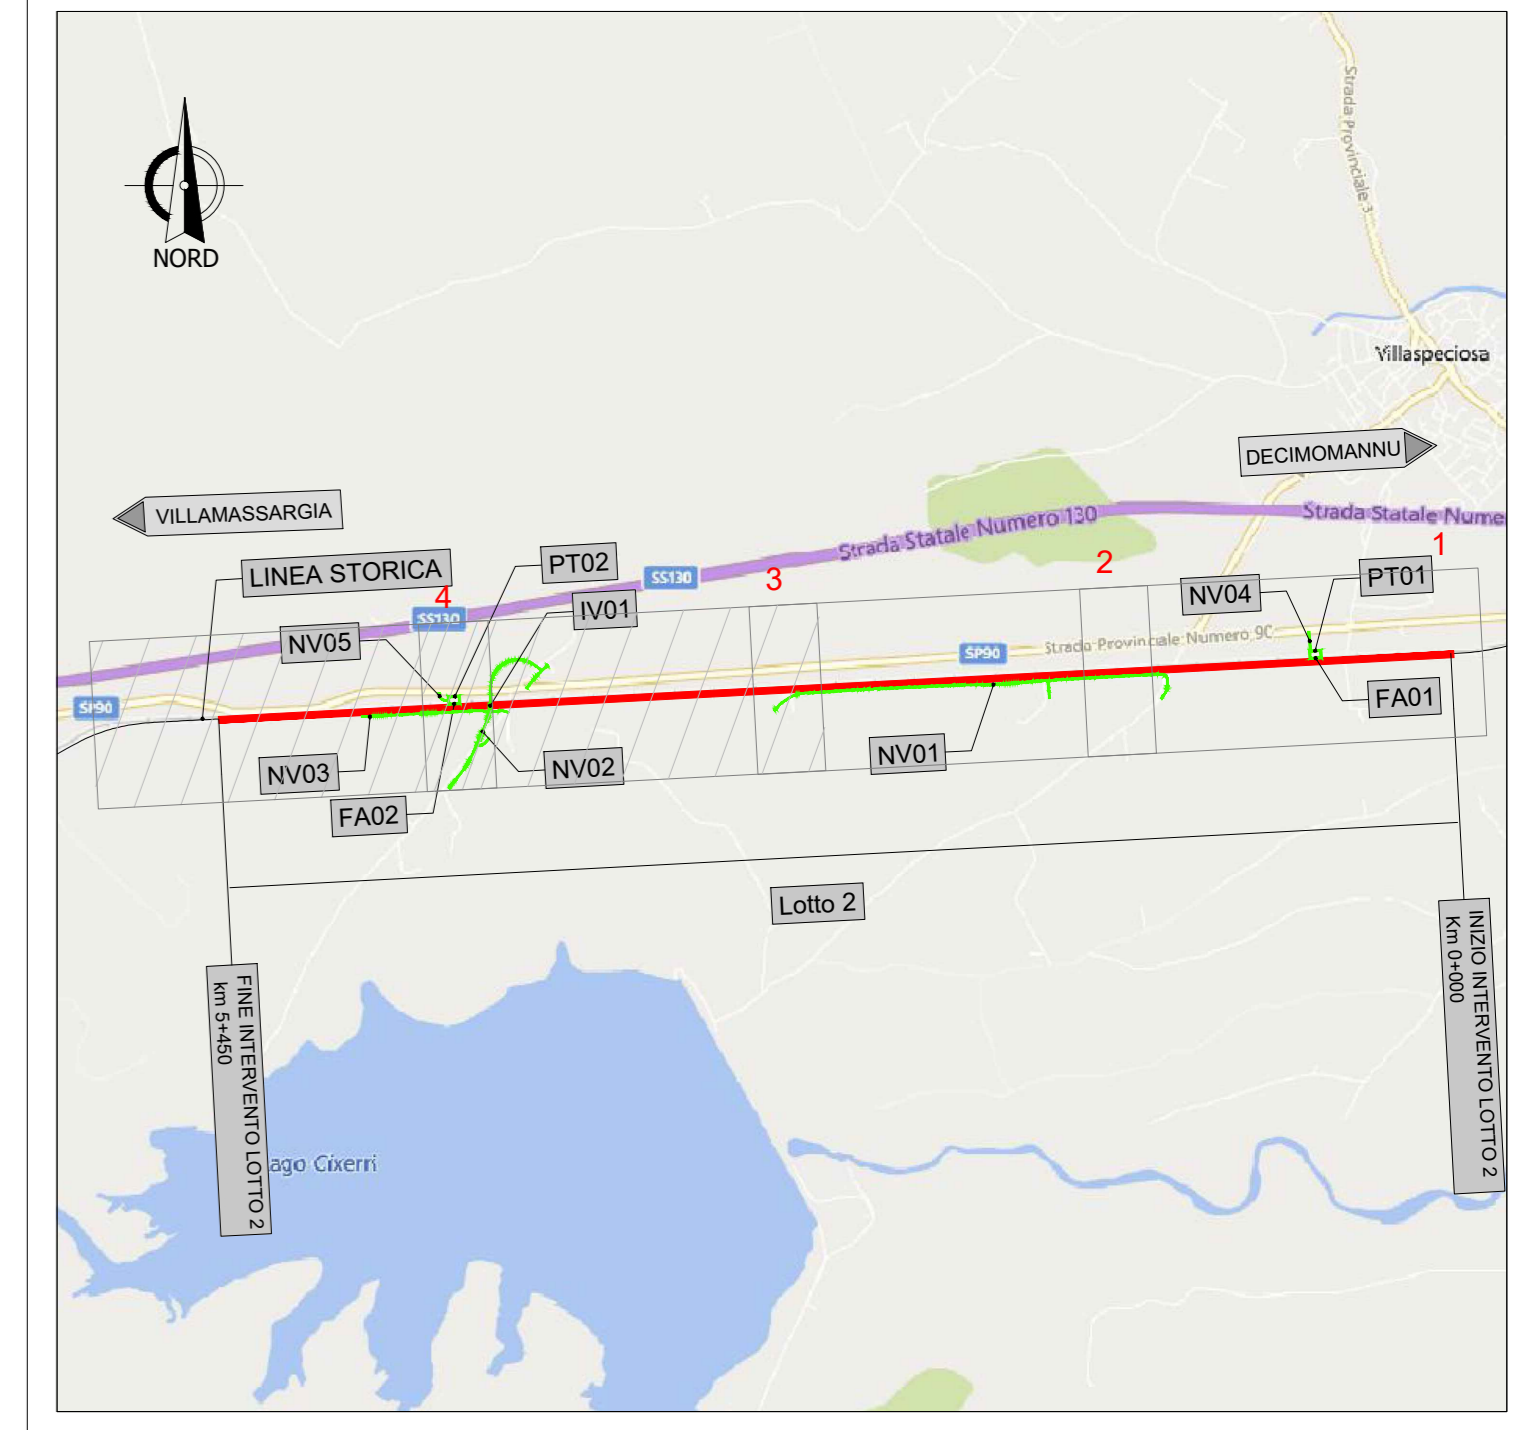 NORD
Strada Provinciale 3
Villaspeciosa
DECIMOMANNU
VILLAMASSARGIA
Strada Statale Numero 130
Strada Statale Nume
1
2
3
4
LINEA STORICA
PT02
SS130
SS130
IV01
NV05
NV04
PT01
SP90
Strada Provinciale Numero 90
SP90
FA01
NV03
NV02
NV01
FA02
Lotto 2
INIZIO INTERVENTO LOTTO 2
Km 0+000
FINE INTERVENTO LOTTO 2
km 5+450
ago Cixerri